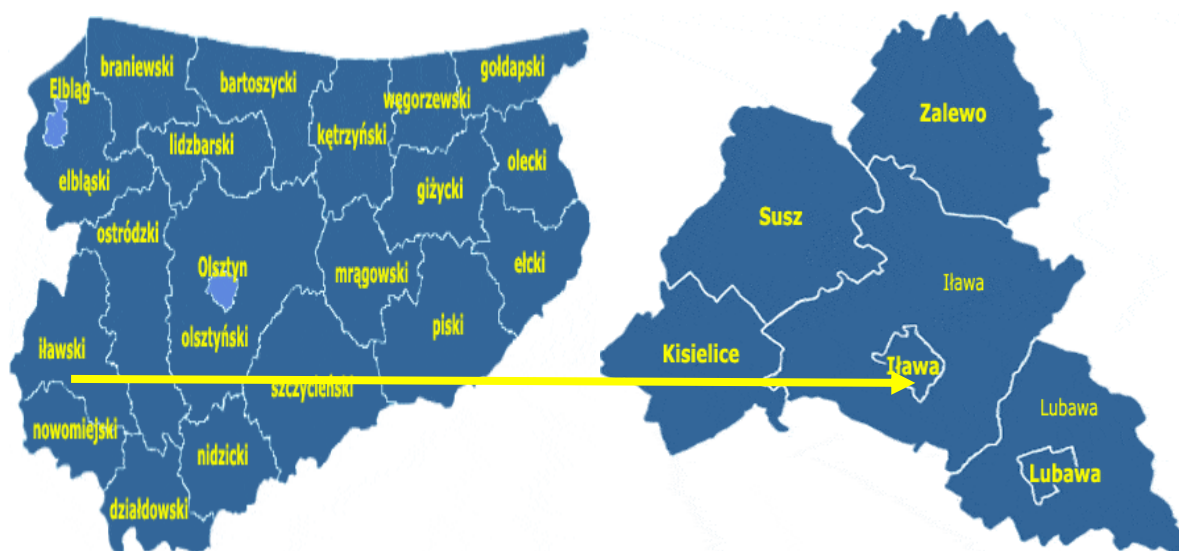 braniewski
gołdapski
bartoszycki
Elbląg
węgorzewski
kętrzyński
lidzbarski
olecki
elbląski
giżycki
ostródzki
ełcki
Olsztyn
mrągowski
piski
olsztyński
iławski
szczycieński
nowomiejski
nidzicki
działdowski
Zalewo
Susz
Iława
Kisielice
Iława
Lubawa
Lubawa